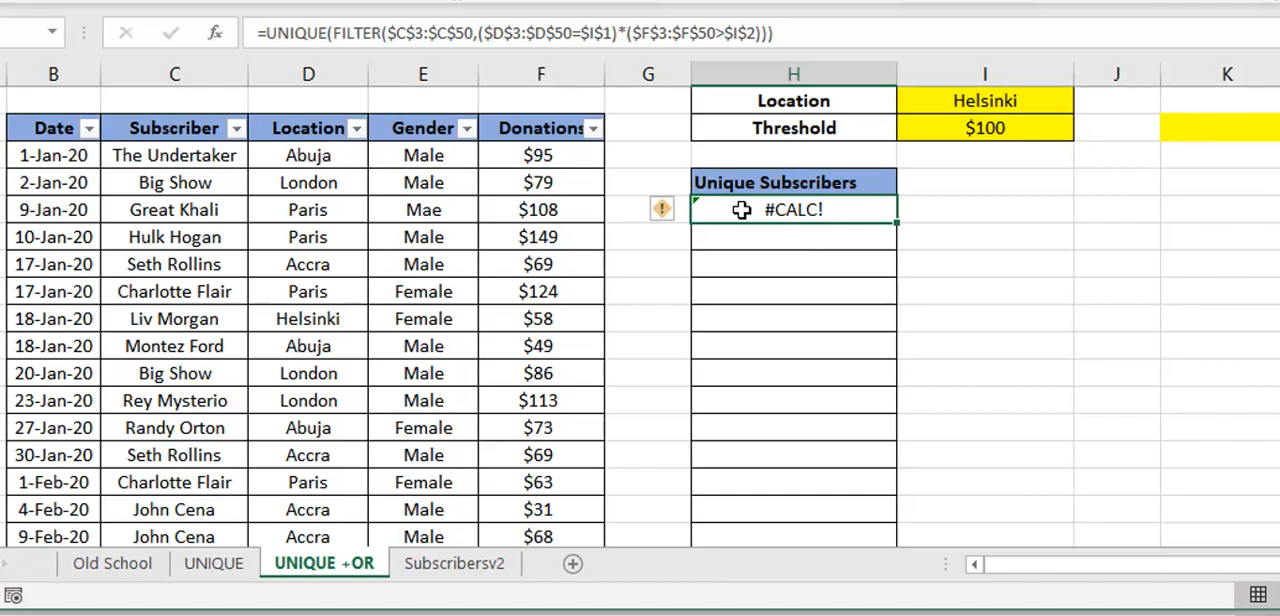 fx =UNIQUE(FILTER($C$3:$C$50,($D$3:$D$50=$I$1)*($F$3:$F$50>$I$2)))
B C D E F G H I J K
Location Helsinki
Date Subscriber Location Gender Donations Threshold $100
1-Jan-20 The Undertaker Abuja Male $95
2-Jan-20 Big Show London Male $79 Unique Subscribers
9-Jan-20 Great Khali Paris Mae $108 ! #CALC!
10-Jan-20 Hulk Hogan Paris Male $149
17-Jan-20 Seth Rollins Accra Male $69
17-Jan-20 Charlotte Flair Paris Female $124
18-Jan-20 Liv Morgan Helsinki Female $58
18-Jan-20 Montez Ford Abuja Male $49
20-Jan-20 Big Show London Male $86
23-Jan-20 Rey Mysterio London Male $113
27-Jan-20 Randy Orton Abuja Female $73
30-Jan-20 Seth Rollins Accra Male $69
1-Feb-20 Charlotte Flair Paris Female $63
4-Feb-20 John Cena Accra Male $31
9-Feb-20 John Cena Accra Male $68
Old School UNIQUE UNIQUE +OR Subscribersv2